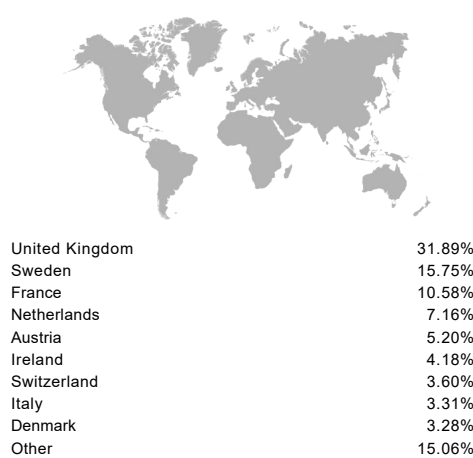 United Kingdom 31.89%
Sweden 15.75%
France 10.58%
Netherlands 7.16%
Austria 5.20%
Ireland 4.18%
Switzerland 3.60%
Italy 3.31%
Denmark 3.28%
Other 15.06%